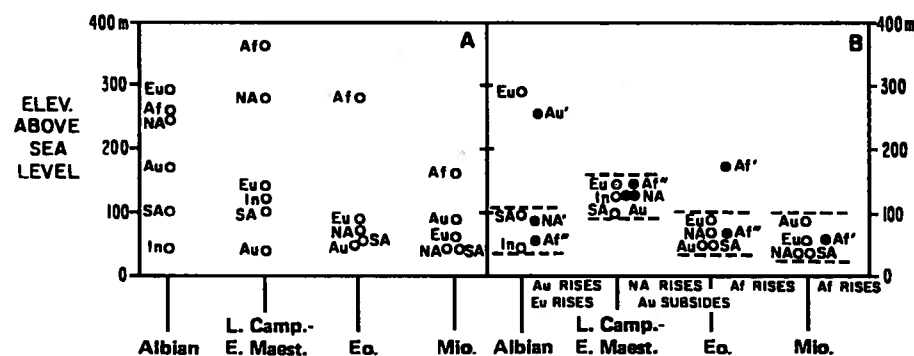 400 m
A
B
400 m
Af
Eu
300
NA
Af
Eu
300
Af
NA
Au'
ELEV.
ABOVE
SEA
LEVEL
200
200
Au
Af
Af'
Eu
In
SA
Eu
Af"
In
NA
SA
Au
SA
100
Eu
NA
SA
Au
Au
Eu
NA
SA
SA
NA'
Af"
In
Eu
NA
Af"
Au
SA
Au
Eu
Af'
NA
SA
100
In
Au
0
0
Au RISES
Eu RISES
NA RISES
Au SUBSIDES
Af RISES
Af RISES
Albian
L. Camp.-
E. Maest.
Eo.
Mio.
Albian
L. Camp.-
E. Maest.
Eo.
Mio.